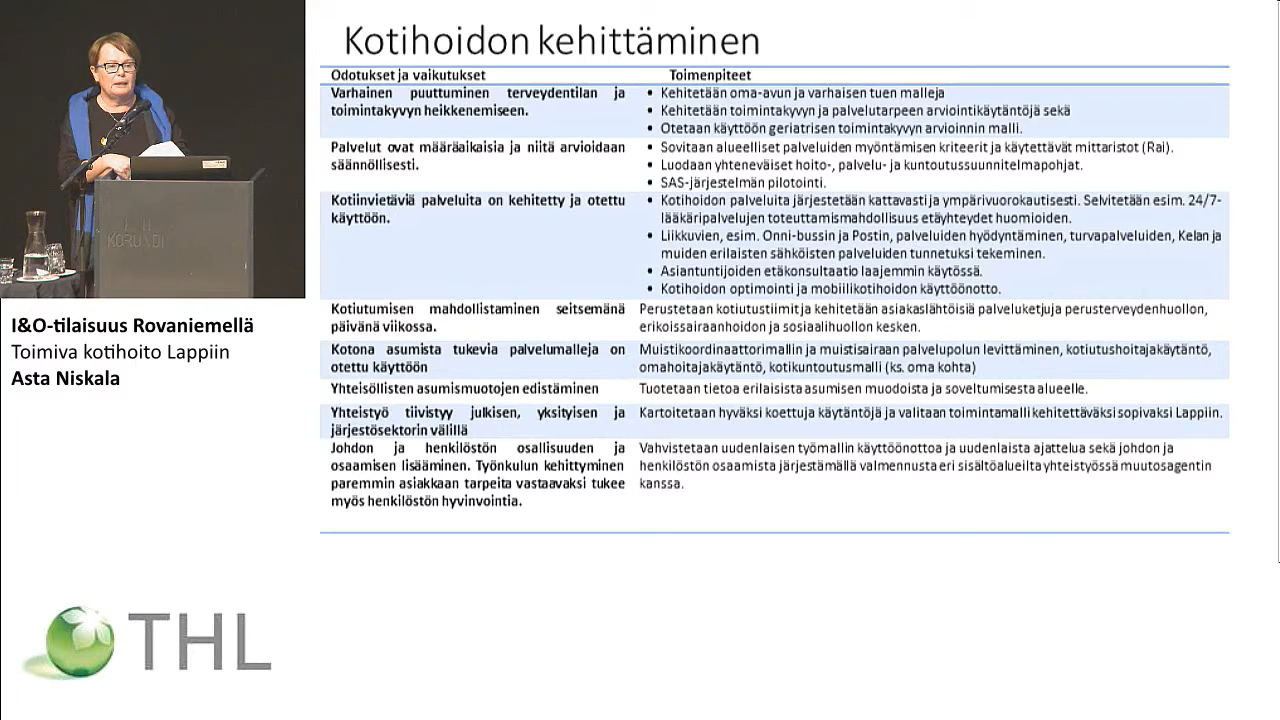 Kotihoidon kehittäminen
Odotukset ja vaikutukset
Toimenpiteet
Varhainen puuttuminen terveydentilan ja
toimintakyvyn heikkenemiseen.
• Kehitetään oma-avun ja varhaisen tuen malleja
• Kehitetään toimintakyvyn ja palvelutarpeen arviointikäytäntöjä sekä
• Otetaan käyttöön geriatrisen toimintakyvyn arvioinnin malli.
Palvelut ovat määräaikaisia ja niitä arvioidaan
säännöllisesti.
• Sovitaan alueelliset palveluiden myöntämisen kriteerit ja käytettävät mittaristot (Rai).
• Luodaan yhteneväiset hoito-, palvelu- ja kuntoutussuunnitelmapohjat.
• SAS-järjestelmän pilotointi.
Kotiinvietäviä palveluita on kehitetty ja otettu
käyttöön.
• Kotihoidon palveluita järjestetään kattavasti ja ympärivuorokautisesti. Selvitetään esim. 24/7-
lääkäripalvelujen toteuttamismahdollisuus etäyhteydet huomioiden.
• Liikkuvien, esim. Onni-bussin ja Postin, palveluiden hyödyntäminen, turvapalveluiden, Kelan ja
muiden erilaisten sähköisten palveluiden tunnetuksi tekeminen.
• Asiantuntijoiden etäkonsultaatio laajemmin käytössä.
• Kotihoidon optimointi ja mobiilikotihoidon käyttöönotto.
Kotiutumisen mahdollistaminen seitsemänä
päivänä viikossa.
Perustetaan kotiutustiimit ja kehitetään asiakaslähtöisiä palveluketjuja perusterveydenhuollon,
erikoissairaanhoidon ja sosiaalihuollon kesken.
Kotona asumista tukevia palvelumalleja on
otettu käyttöön
Muistikoordinaattorimallin ja muistisairaan palvelupolun levittäminen, kotiutushoitajakäytäntö,
omahoitajakäytäntö, kotikuntoutusmalli (ks. oma kohta)
Yhteisöllisten asumismuotojen edistäminen
Tuotetaan tietoa erilaisista asumisen muodoista ja soveltumisesta alueelle.
Yhteistyö tiivistyy julkisen, yksityisen ja
järjestösektorin välillä
Kartoitetaan hyväksi koettuja käytäntöjä ja valitaan toimintamalli kehitettäväksi sopivaksi Lappiin.
Johdon ja henkilöstön osallisuuden ja
osaamisen lisääminen. Työnkulun kehittyminen
paremmin asiakkaan tarpeita vastaavaksi tukee
myös henkilöstön hyvinvointia.
Vahvistetaan uudenlaisen työmallin käyttöönottoa ja uudenlaista ajattelua sekä johdon ja
henkilöstön osaamista järjestämällä valmennusta eri sisältöalueilta yhteistyössä muutosagentin
kanssa.
KORUNDI
I&O-tilaisuus Rovaniemellä
Toimiva kotihoito Lappiin
Asta Niskala
THL